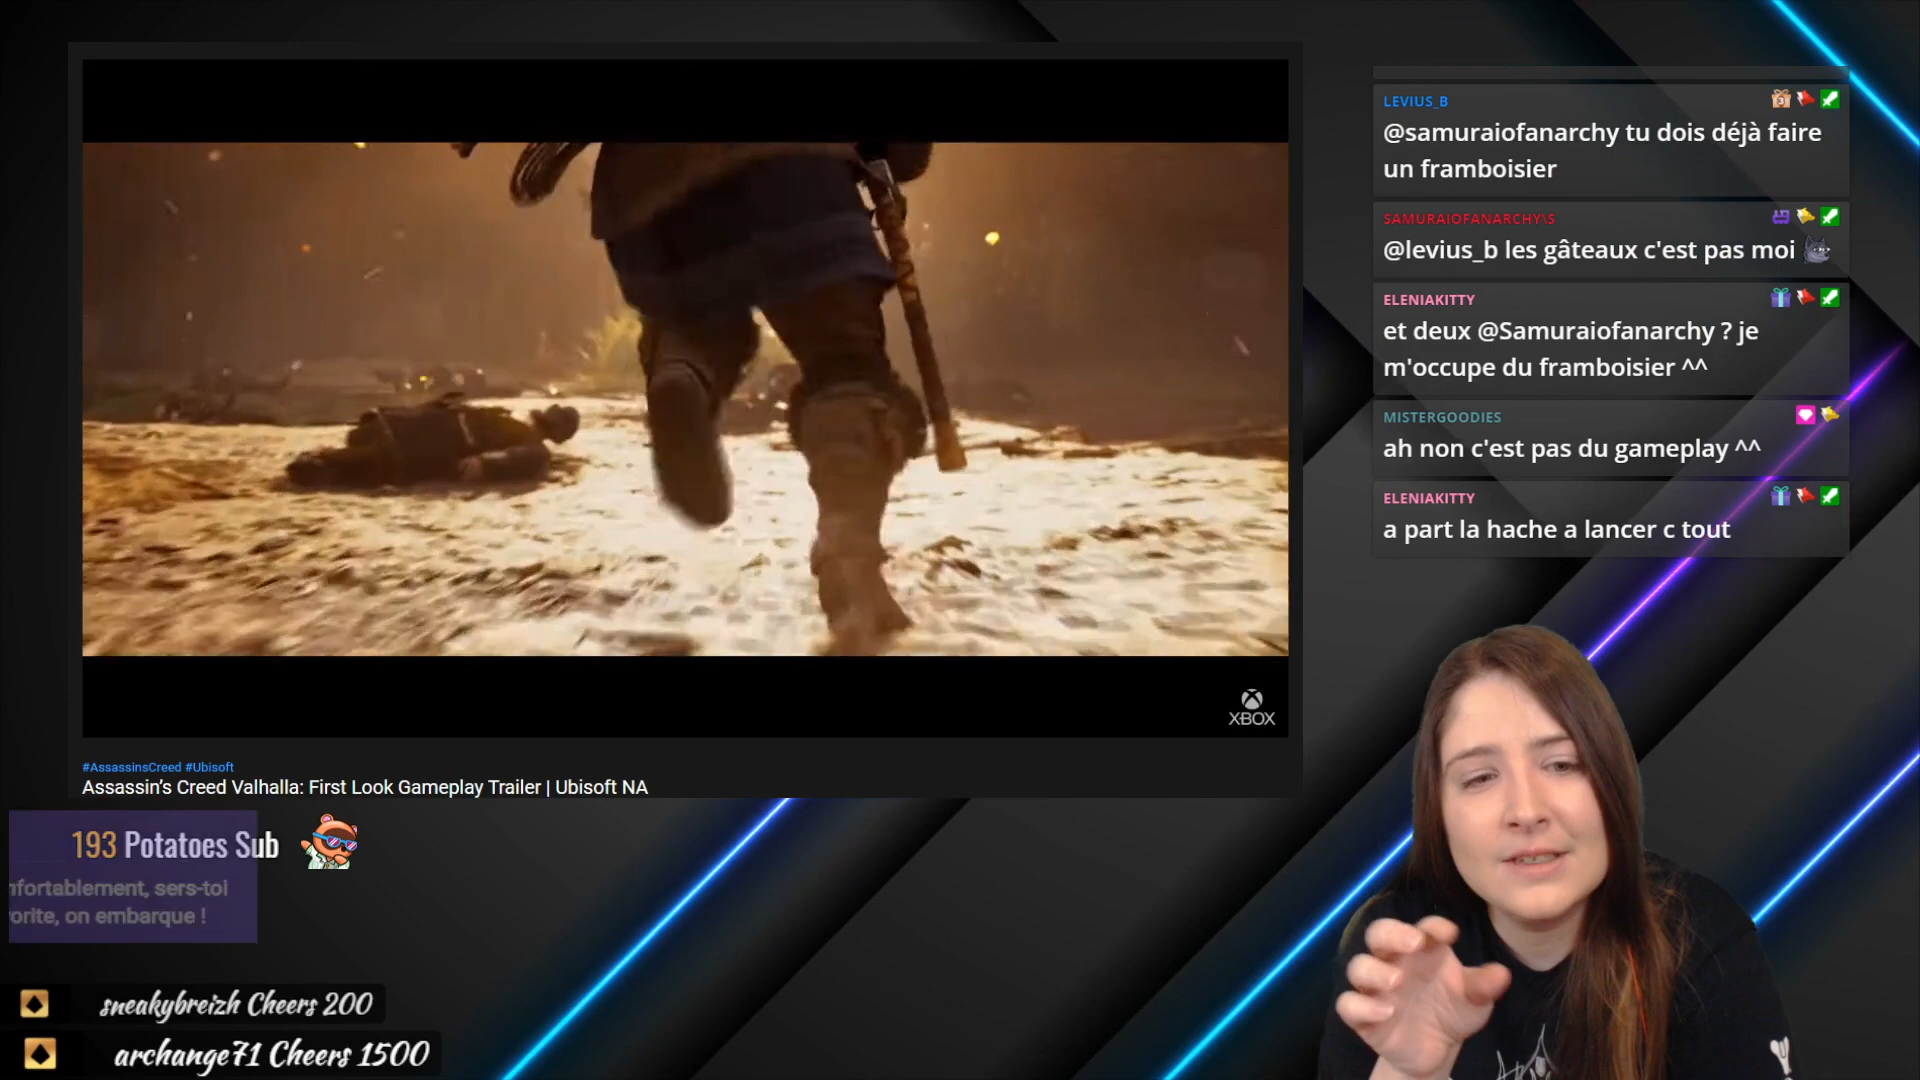 XBOX
#AssassinsCreed #Ubisoft
Assassin’s Creed Valhalla: First Look Gameplay Trailer | Ubisoft NA
LEVIUS_B
@samuraiofanarchy tu dois déjà faire
un framboisier
SAMURAIOFANARCHY\S
@levius_b les gâteaux c'est pas moi
ELENIAKITTY
et deux @Samuraiofanarchy ? je
m'occupe du framboisier ^^
MISTERGOODIES
ah non c'est pas du gameplay ^^
ELENIAKITTY
a part la hache a lancer c tout
193 Potatoes Sub
nfortablement, sers-toi
orite, on embarque !
sneakybreizh Cheers 200
archange71 Cheers 1500